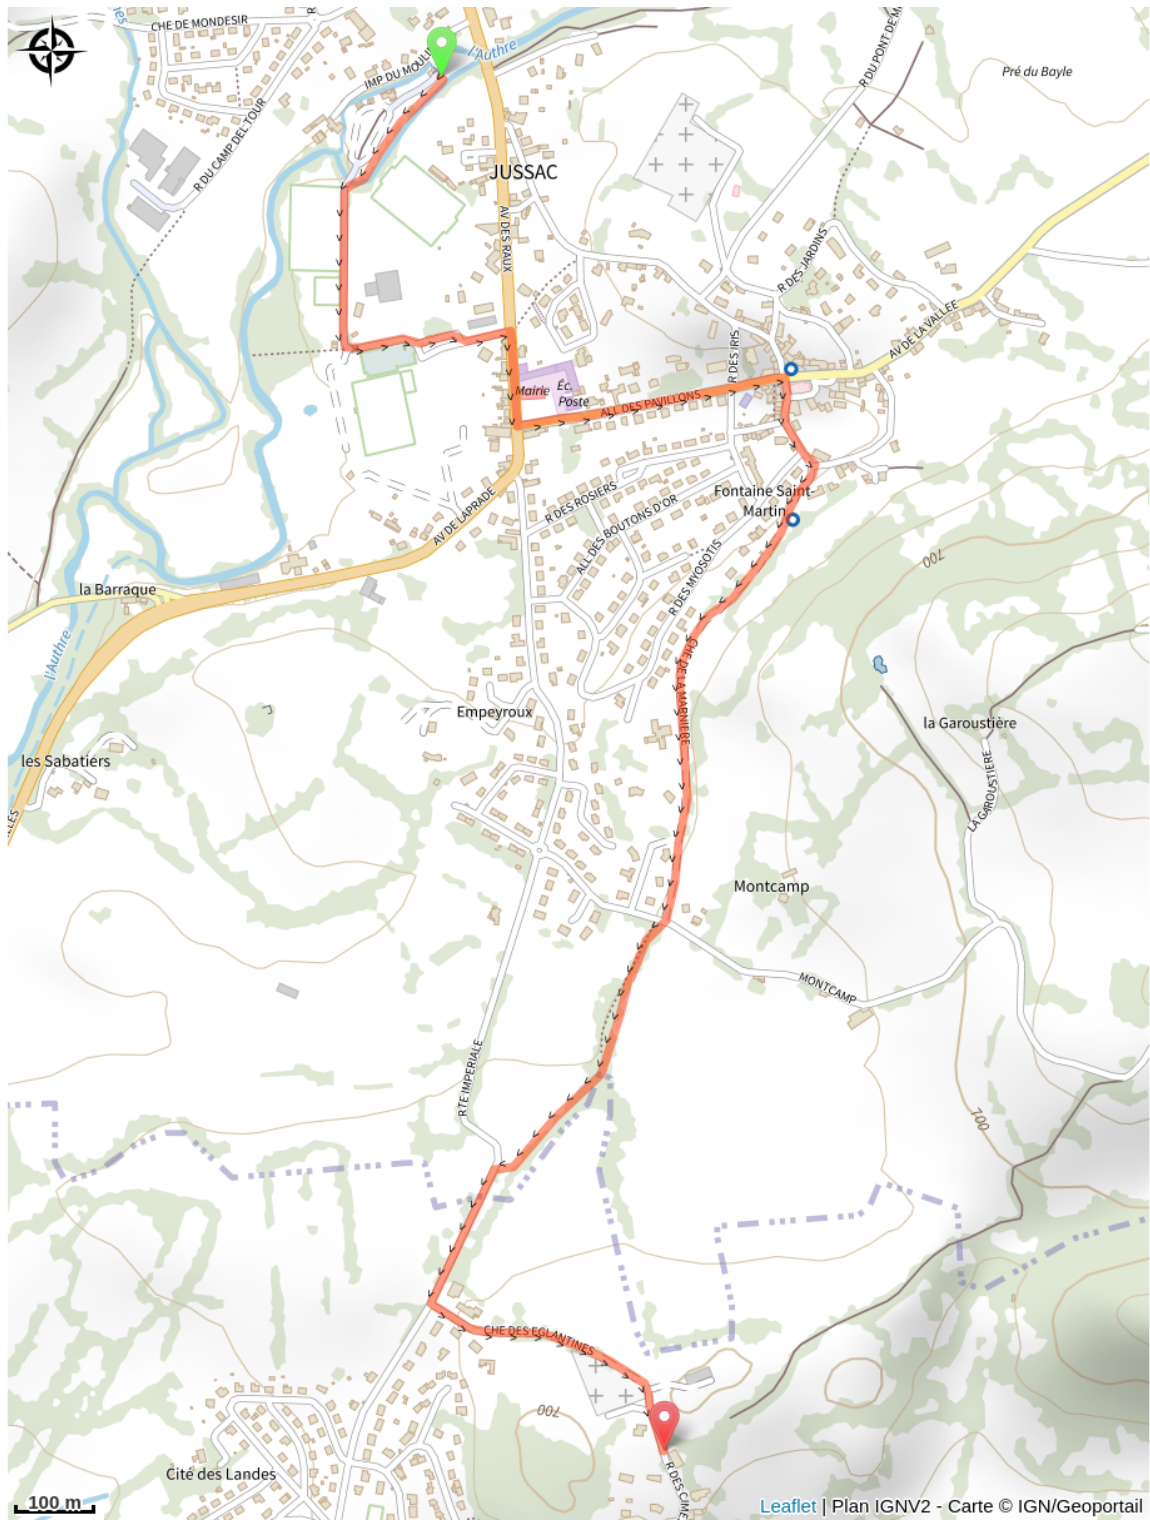 CHE DE MONDESIR
R
l'Authre
IMP DU MOULIN
R DU PONT DE M
Pré du Bayle
R DU CAMP DEL TOUR
JUSSAC
AV DES RAUX
R DES JARDINS
AV DE LA VALLEE
R DES IRIS
Mairie
Éc.
Poste
ALL DES PAVILLONS
Fontaine Saint-
Martin
R DES ROSIERS
AV DE LAPRADE
ALL DES BOUTONS D'OR
R DES MYOSOTIS
700
la Barraque
l'Authre
CHE DE LA MARNIERE
Empeyroux
la Garoustière
les Sabatiers
LA GAROUSTIERE
Montcamp
MONTCAMP
RTE IMPERIALE
700
CHE DES EGLANTINES
700
Cité des Landes
R DES CIME
100 m
Leaflet | Plan IGNV2 - Carte © IGN/Geoportail